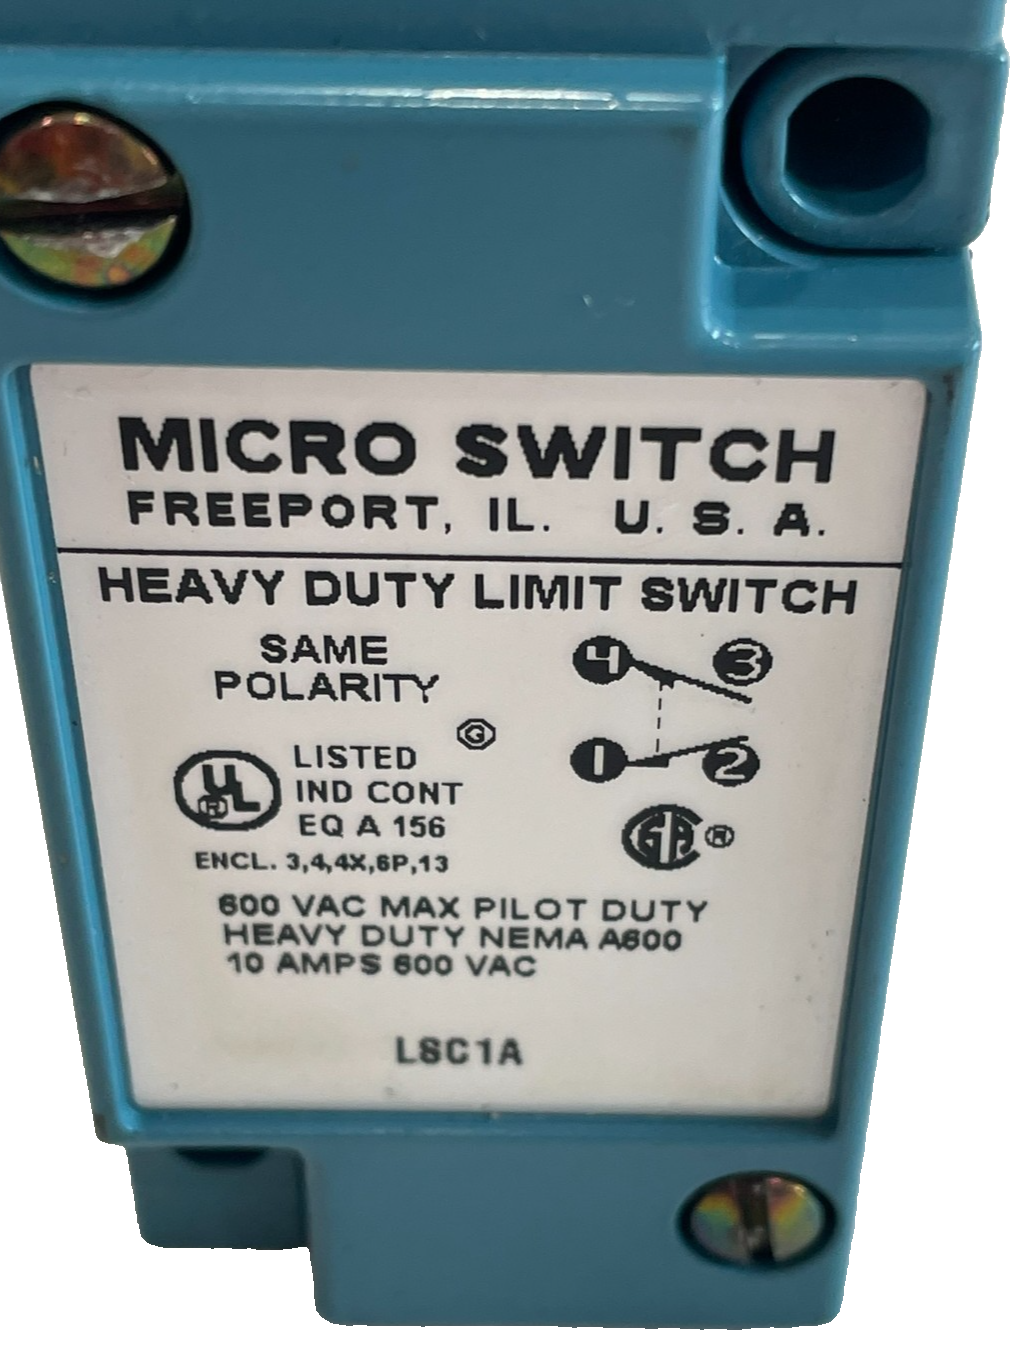 MICRO SWITCH
FREEPORT, IL. U. S. A.
HEAVY DUTY LIMIT SWITCH
SAME
POLARITY
4 3
1 2
G
UL ® LISTED
IND CONT
EQ A 156
SA ®
ENCL. 3,4,4X,6P,13
600 VAC MAX PILOT DUTY
HEAVY DUTY NEMA A600
10 AMPS 600 VAC
LSC1A